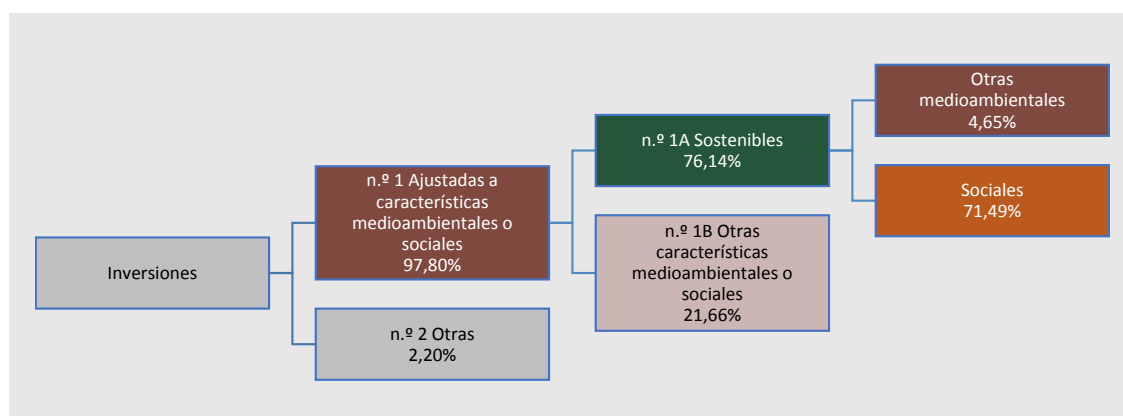 Inversiones
n.º 1 Ajustadas a
características
medioambientales o
sociales
97,80%
n.º 2 Otras
2,20%
n.º 1A Sostenibles
76,14%
n.º 1B Otras
características
medioambientales o
sociales
21,66%
Otras
medioambientales
4,65%
Sociales
71,49%